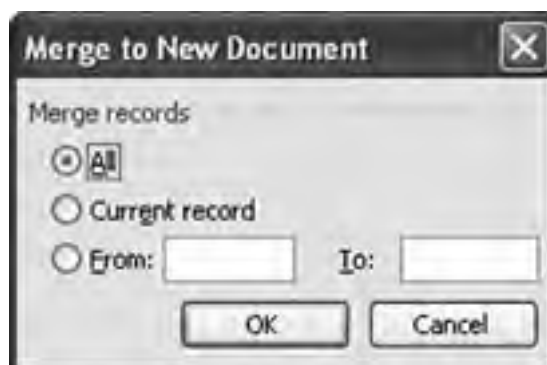 Merge to New Document
Merge records
All
Current record
From: To:
OK Cancel